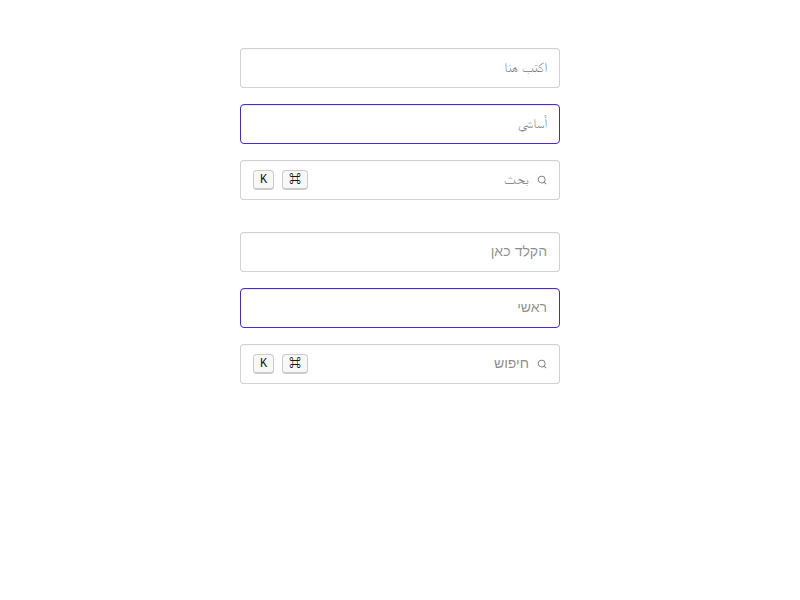 اكتب هنا
أساسي
بحث ⌘ K
הקלד כאן
ראשי
חיפוש ⌘ K